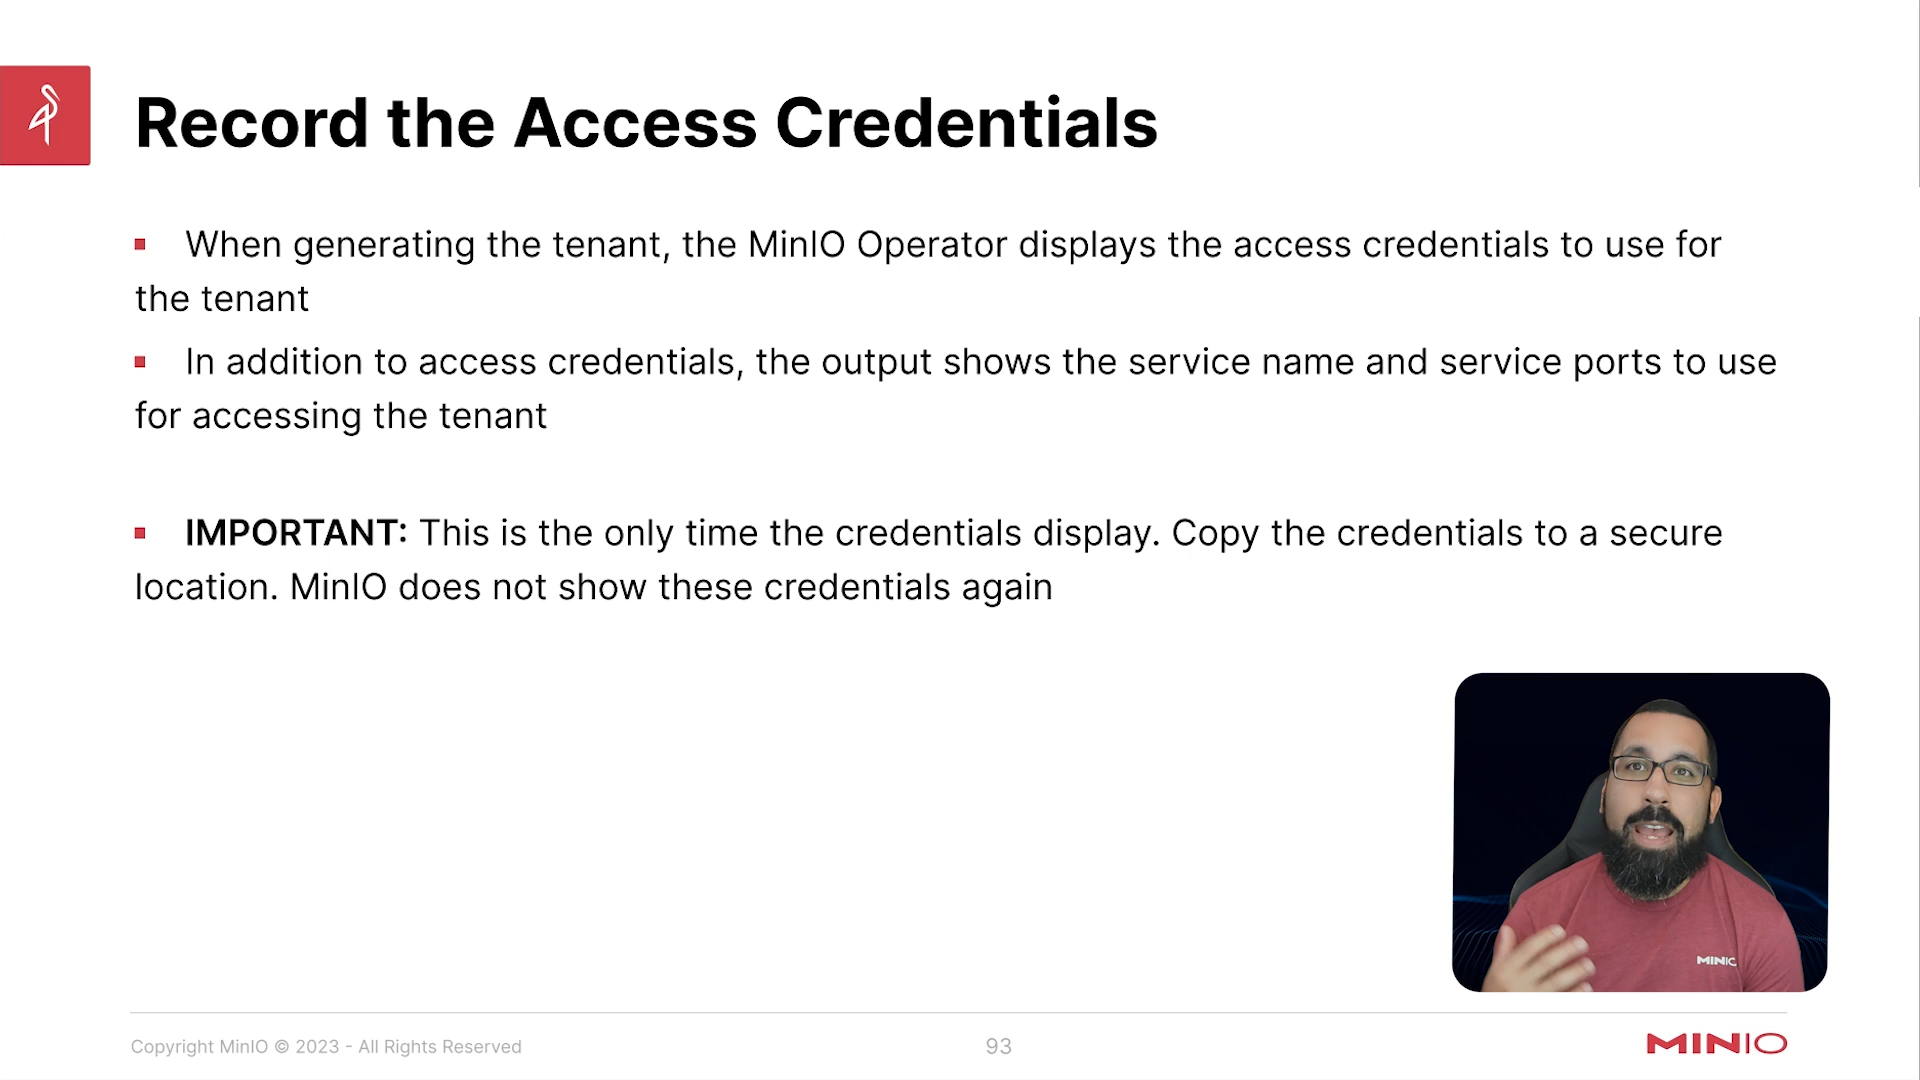 Record the Access Credentials
▪ When generating the tenant, the MinIO Operator displays the access credentials to use for
the tenant
▪ In addition to access credentials, the output shows the service name and service ports to use
for accessing the tenant
▪ IMPORTANT: This is the only time the credentials display. Copy the credentials to a secure
location. MinIO does not show these credentials again
MINIO
Copyright MinIO © 2023 - All Rights Reserved
93
MINIO